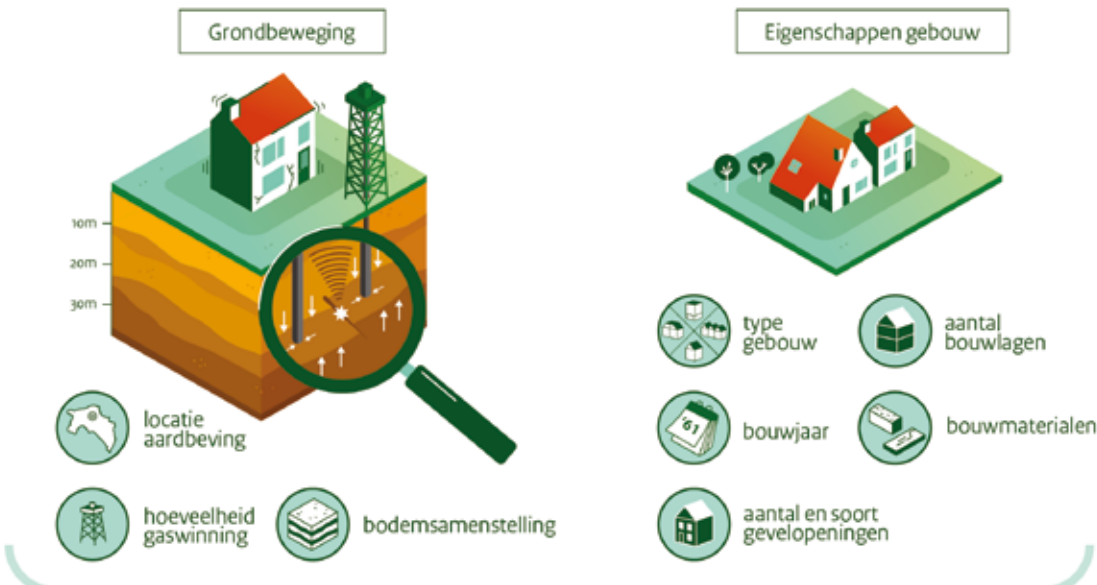 Grondbeweging
10m
20m
30m
locatie
aardbeving
hoeveelheid
gaswinning
bodemsamenstelling
Eigenschappen gebouw
type
gebouw
aantal
bouwlagen
'61
bouwjaar
bouwmaterialen
aantal en soort
gevelopeningen